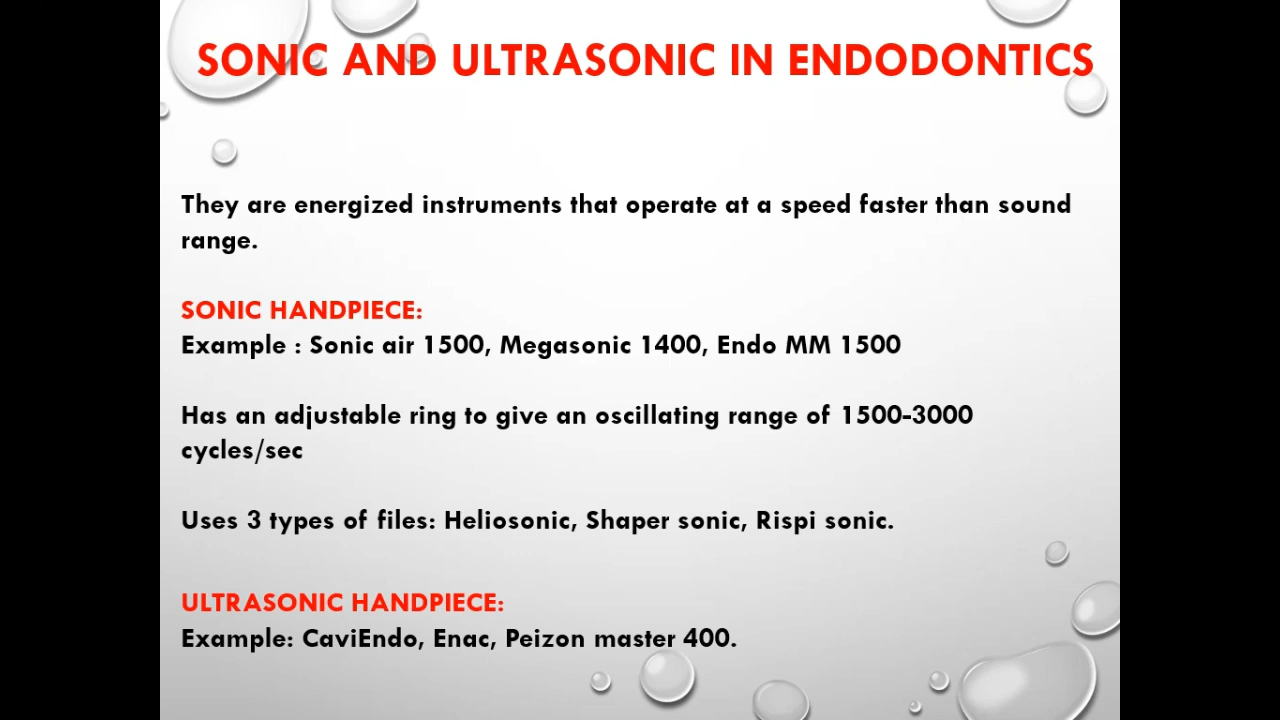 SONIC AND ULTRASONIC IN ENDODONTICS
They are energized instruments that operate at a speed faster than sound
range.
SONIC HANDPIECE:
Example : Sonic air 1500, Megasonic 1400, Endo MM 1500
Has an adjustable ring to give an oscillating range of 1500-3000
cycles/sec
Uses 3 types of files: Heliosonic, Shaper sonic, Rispi sonic.
ULTRASONIC HANDPIECE:
Example: CaviEndo, Enac, Peizon master 400.